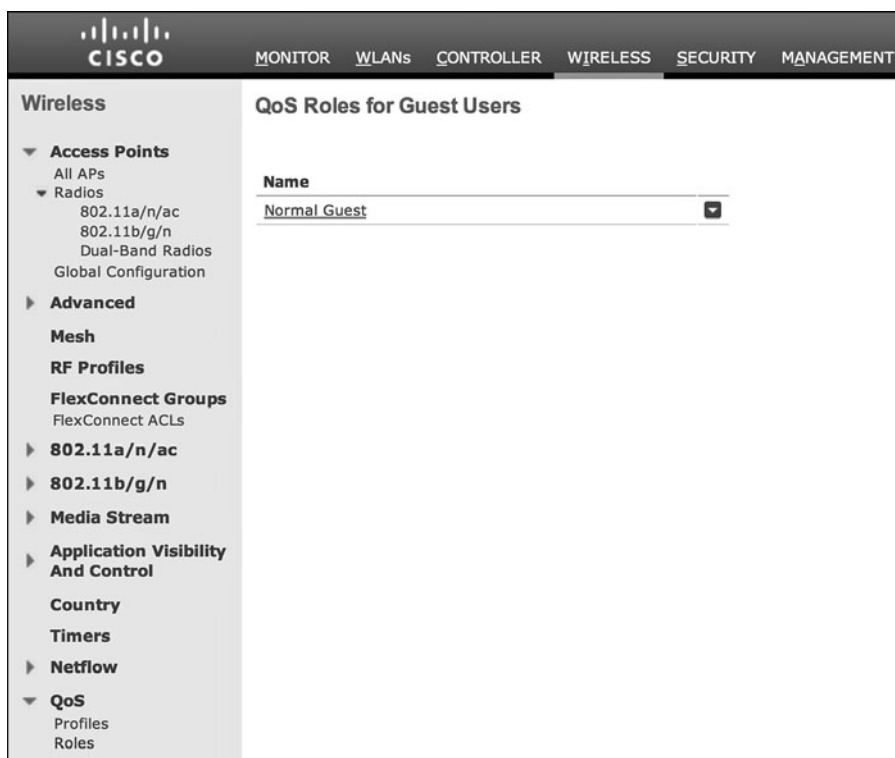 CISCO
MONITOR WLANs CONTROLLER WIRELESS SECURITY MANAGEMENT
Wireless
Access Points
All APs
Radios
802.11a/n/ac
802.11b/g/n
Dual-Band Radios
Global Configuration
Advanced
Mesh
RF Profiles
FlexConnect Groups
FlexConnect ACLs
802.11a/n/ac
802.11b/g/n
Media Stream
Application Visibility
And Control
Country
Timers
Netflow
QoS
Profiles
Roles
QoS Roles for Guest Users
Name
Normal Guest